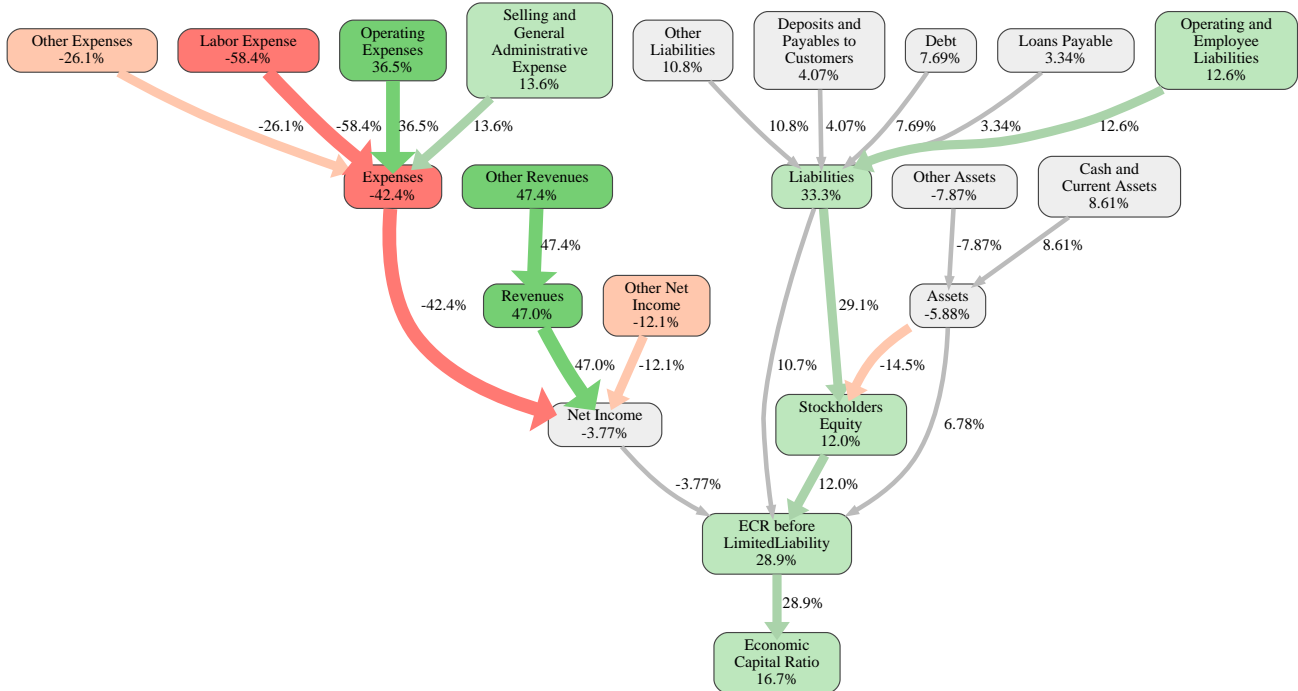 Other Expenses
-26.1%
Labor Expense
-58.4%
Operating
Expenses
36.5%
Selling and
General
Administrative
Expense
13.6%
Other
Liabilities
10.8%
Deposits and
Payables to
Customers
4.07%
Debt
7.69%
Loans Payable
3.34%
Operating and
Employee
Liabilities
12.6%
-26.1%
-58.4%
36.5%
13.6%
10.8%
4.07%
7.69%
3.34%
12.6%
Expenses
-42.4%
Other Revenues
47.4%
Liabilities
33.3%
Other Assets
-7.87%
Cash and
Current Assets
8.61%
47.4%
-7.87%
8.61%
-42.4%
Revenues
47.0%
Other Net
Income
-12.1%
29.1%
Assets
-5.88%
47.0%
-12.1%
10.7%
-14.5%
Net Income
-3.77%
Stockholders
Equity
12.0%
6.78%
-3.77%
12.0%
ECR before
LimitedLiability
28.9%
28.9%
Economic
Capital Ratio
16.7%